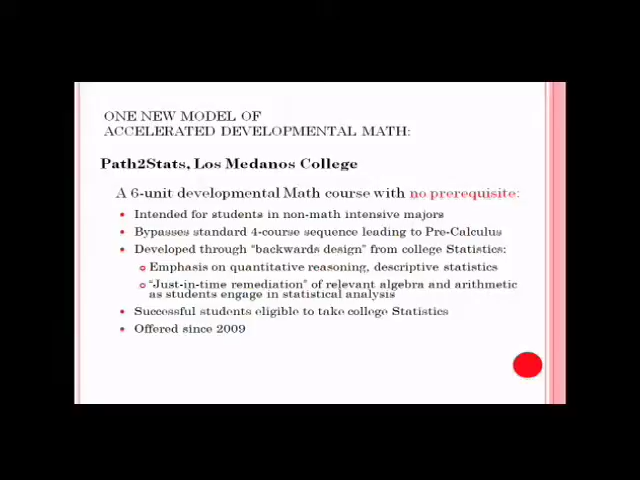 ONE NEW MODEL OF
ACCELERATED DEVELOPMENTAL MATH:
Path2Stats, Los Medanos College
A 6-unit developmental Math course with no prerequisite:
Intended for students in non-math intensive majors
Bypasses standard 4-course sequence leading to Pre-Calculus
Developed through "backwards design" from college Statistics:
Emphasis on quantitative reasoning, descriptive statistics
"Just-in-time remediation" of relevant algebra and arithmetic
as students engage in statistical analysis
Successful students eligible to take college Statistics
Offered since 2009